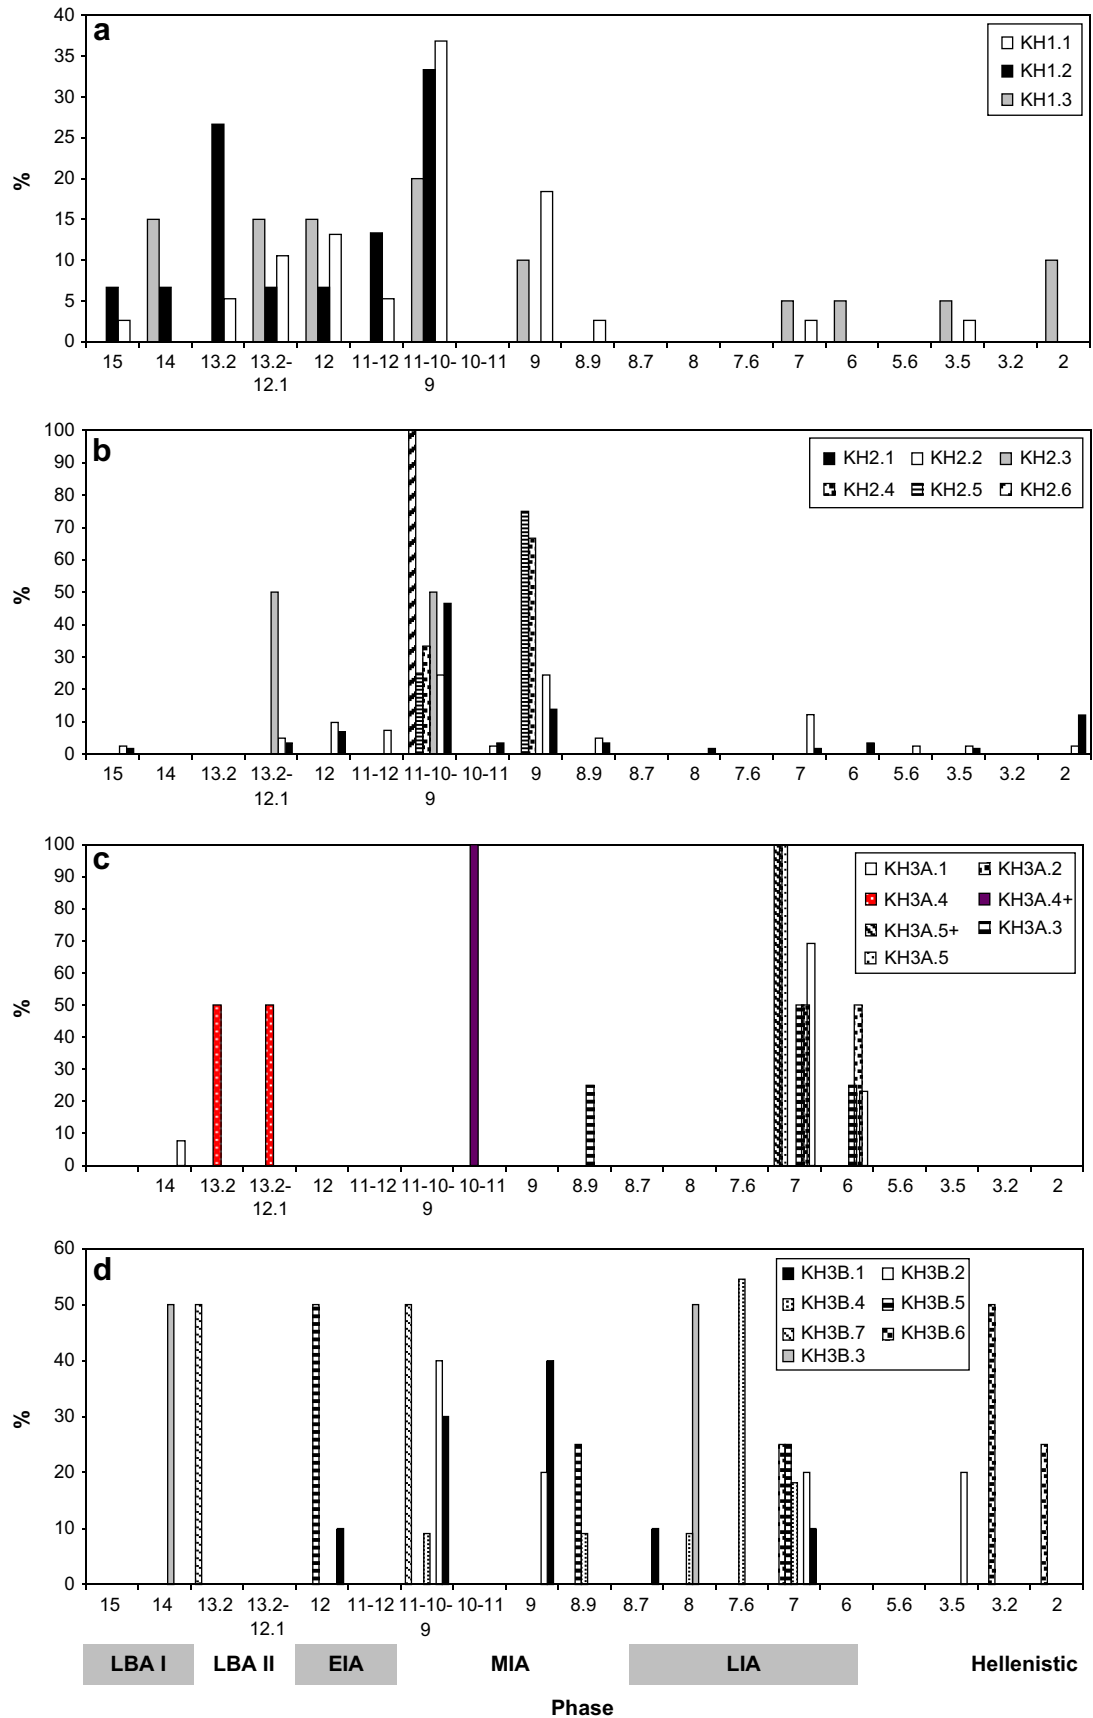 a
40
35
30
25
20
15
10
5
0
%
KH1.1
KH1.2
KH1.3
15 14 13.2 13.2- 12 11-12 11-10- 10-11 9 8.9 8.7 8 7.6 7 6 5.6 3.5 3.2 2
12.1 9
b
100
90
80
70
60
50
40
30
20
10
0
%
KH2.1 KH2.2 KH2.3
KH2.4 KH2.5 KH2.6
15 14 13.2 13.2- 12 11-12 11-10- 10-11 9 8.9 8.7 8 7.6 7 6 5.6 3.5 3.2 2
12.1 9
c
100
90
80
70
60
50
40
30
20
10
0
%
KH3A.1 KH3A.2
KH3A.4 KH3A.4+
KH3A.5+ KH3A.3
KH3A.5
14 13.2 13.2- 12 11-12 11-10- 10-11 9 8.9 8.7 8 7.6 7 6 5.6 3.5 3.2 2
12.1 9
d
60
50
40
30
20
10
0
%
KH3B.1 KH3B.2
KH3B.4 KH3B.5
KH3B.7 KH3B.6
KH3B.3
15 14 13.2 13.2- 12 11-12 11-10- 10-11 9 8.9 8.7 8 7.6 7 6 5.6 3.5 3.2 2
12.1 9
LBA I LBA II EIA MIA LIA Hellenistic
Phase